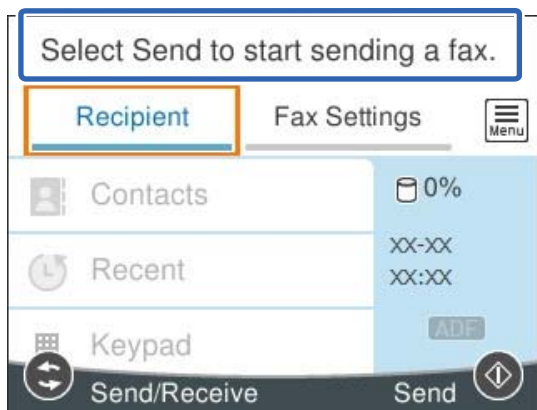 Select Send to start sending a fax.
Recipient Fax Settings Menu
Contacts 0%
XX-XX
Recent XX:XX
Keypad ADF
Send/Receive Send